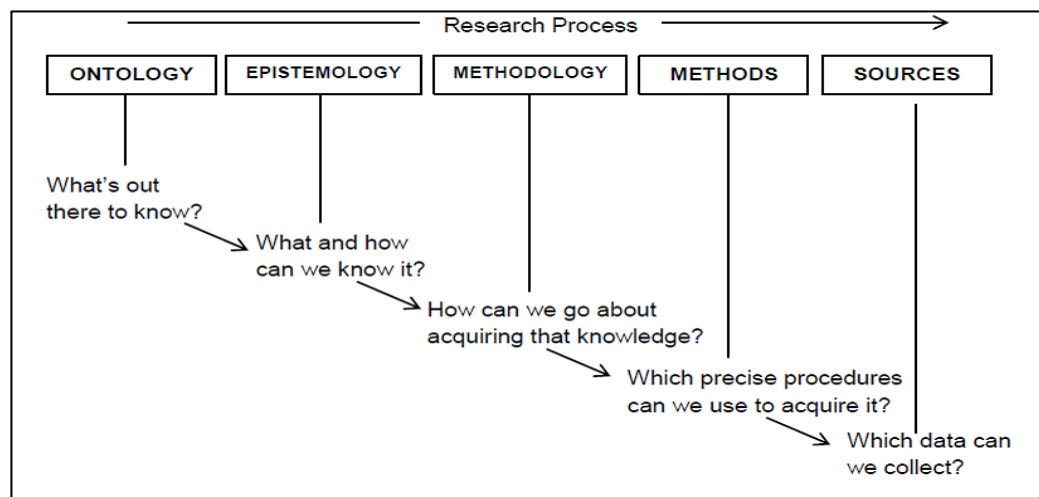 Research Process
ONTOLOGY
EPISTEMOLOGY
METHODOLOGY
METHODS
SOURCES
What's out
there to know?
What and how
can we know it?
How can we go about
acquiring that knowledge?
Which precise procedures
can we use to acquire it?
Which data can
we collect?